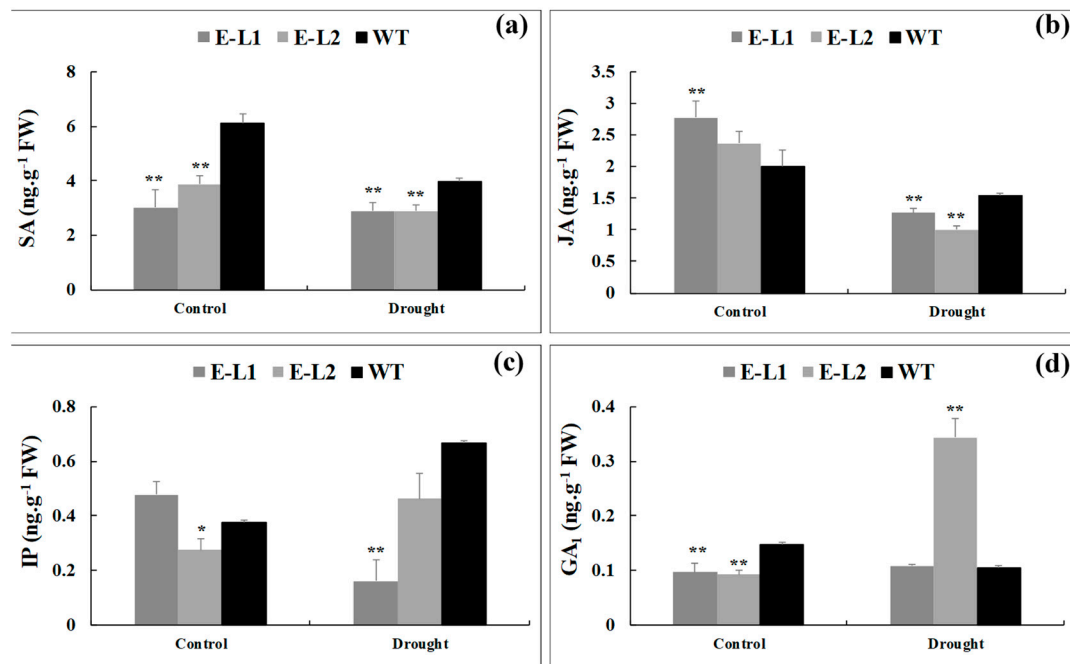 (a)
E-L1 E-L2 WT
SA (ng.g⁻¹ FW)
8
6
4
2
0
** ** ** **
Control Drought
(b)
E-L1 E-L2 WT
JA (ng.g⁻¹ FW)
3.5
3
2.5
2
1.5
1
0.5
0
** ** **
Control Drought
(c)
E-L1 E-L2 WT
IP (ng.g⁻¹ FW)
0.8
0.6
0.4
0.2
0
* **
Control Drought
(d)
E-L1 E-L2 WT
GA₁ (ng.g⁻¹ FW)
0.4
0.3
0.2
0.1
0
** ** **
Control Drought